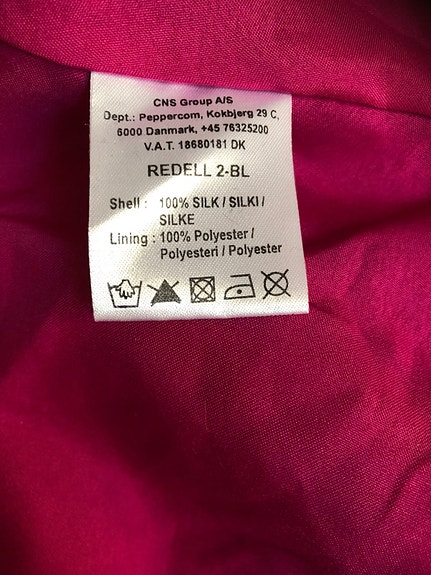 CNS Group A/S
Dept.: Peppercom, Kokbjerg 29 C,
6000 Danmark, +45 76325200
V.A.T. 18680181 DK
REDELL 2-BL
Shell : 100% SILK / SILKI /
SILKE
Lining : 100% Polyester /
Polyesteri / Polyester